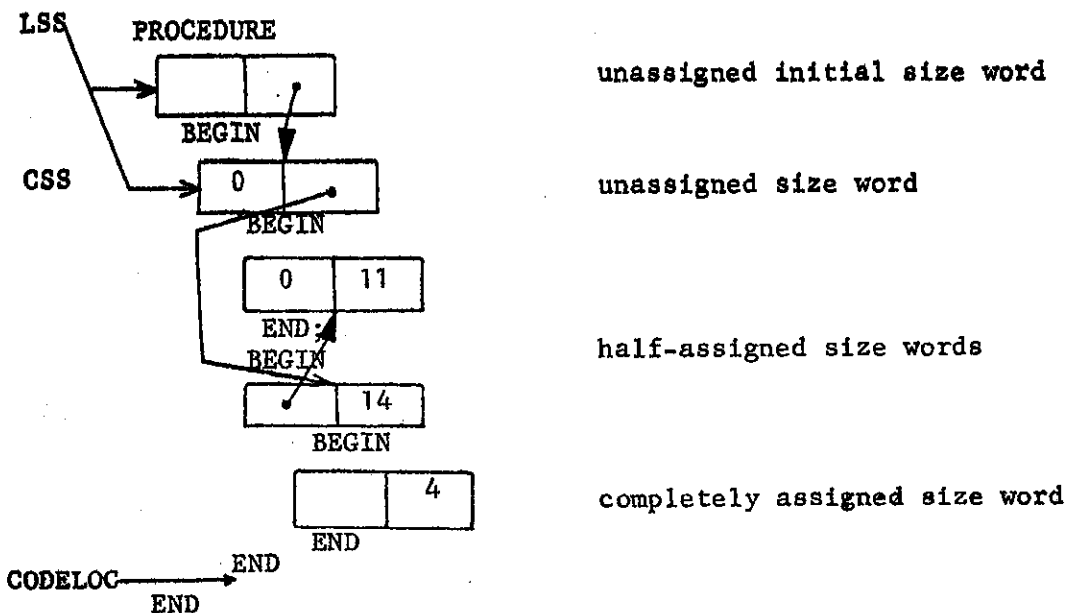 LSS
PROCEDURE
unassigned initial size word
BEGIN
CSS
0
unassigned size word
BEGIN
0 11
END;
half-assigned size words
BEGIN
14
BEGIN
4
completely assigned size word
END
END
CODELOC
END